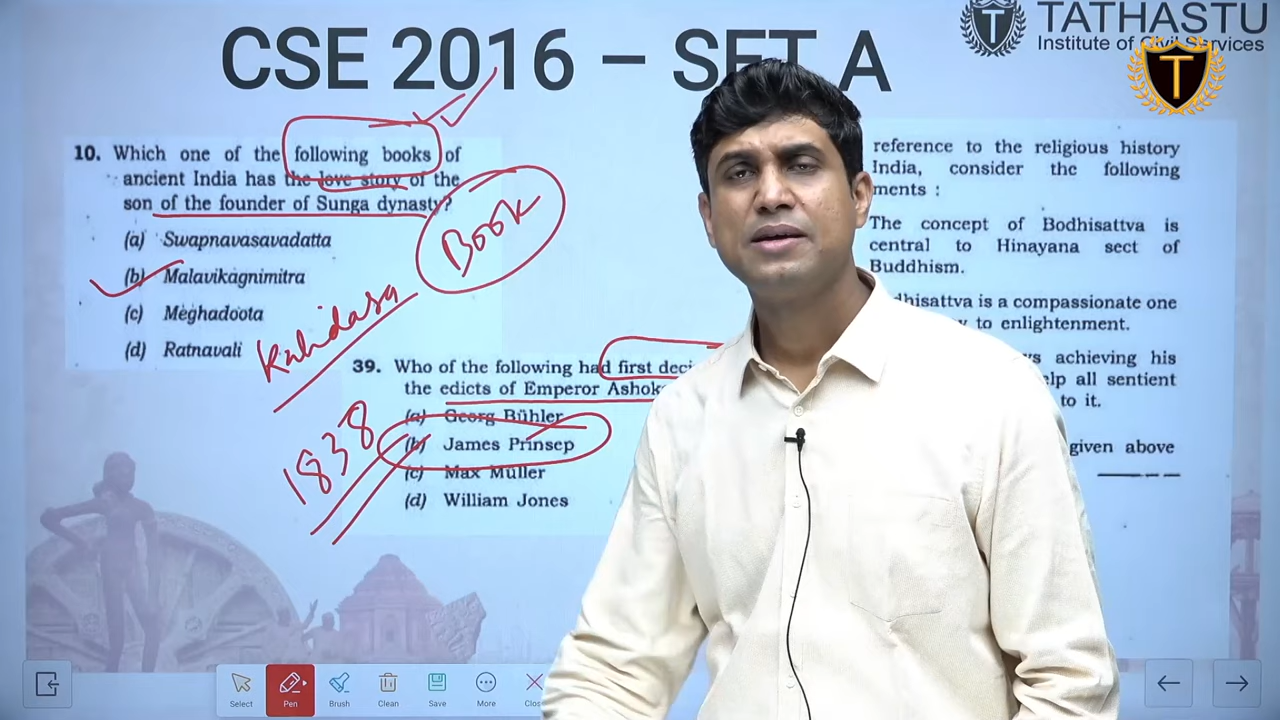 CSE 2016 – SET A
TATHASTU
Institute of Civil Services
T
T
10. Which one of the following books of
ancient India has the love story of the
son of the founder of Sunga dynasty?
(a) Swapnavasavadatta
(b) Malavikagnimitra
(c) Meghadoota
(d) Ratnavali
Book
Kalidasa
1838
39. Who of the following had first deci
the edicts of Emperor Ashok
(a) Georg Bühler
(b) James Prinsep
(c) Max Müller
(d) William Jones
reference to the religious history
India, consider the following
ments :
The concept of Bodhisattva is
central to Hinayana sect of
Buddhism.
dhisattva is a compassionate one
y to enlightenment.
s achieving his
elp all sentient
to it.
given above
Select
Pen
Brush
Clean
Save
More
Clos